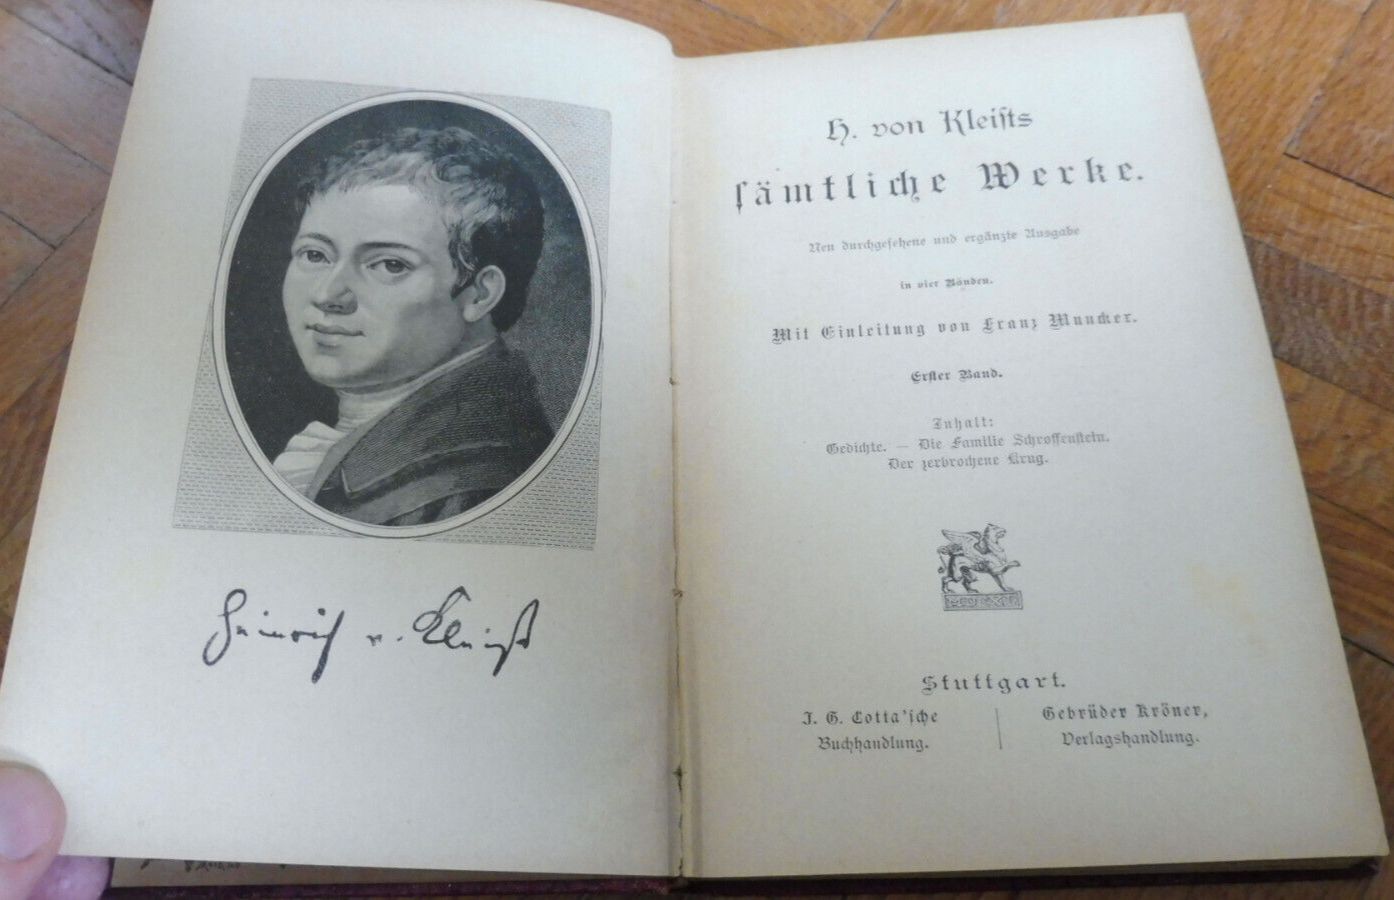 Heinrich v. Kleist
H. von Kleiſts
ſämtliche Werke.
Neu durchgeſehene und ergänzte Ausgabe
in vier Bänden.
Mit Einleitung von Franz Muncker.
Erſter Band.
Inhalt:
Gedichte. — Die Familie Schroffenſtein.
Der zerbrochene Krug.
Stuttgart.
J. G. Cotta'ſche
Buchhandlung.
Gebrüder Kröner,
Verlagshandlung.